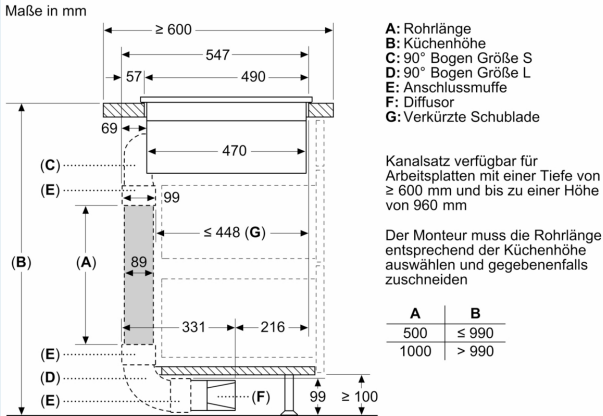 Maße in mm
≥ 600
547
57
490
69
470
(C)
(E)
99
≤ 448 (G)
(B)
(A)
89
331
216
(E)
(D)
(E)
(F)
99
≥ 100
A: Rohrlänge
B: Küchenhöhe
C: 90° Bogen Größe S
D: 90° Bogen Größe L
E: Anschlussmuffe
F: Diffusor
G: Verkürzte Schublade
Kanalsatz verfügbar für
Arbeitsplatten mit einer Tiefe von
≥ 600 mm und bis zu einer Höhe
von 960 mm
Der Monteur muss die Rohrlänge
entsprechend der Küchenhöhe
auswählen und gegebenenfalls
zuschneiden
A B
500 ≤ 990
1000 > 990